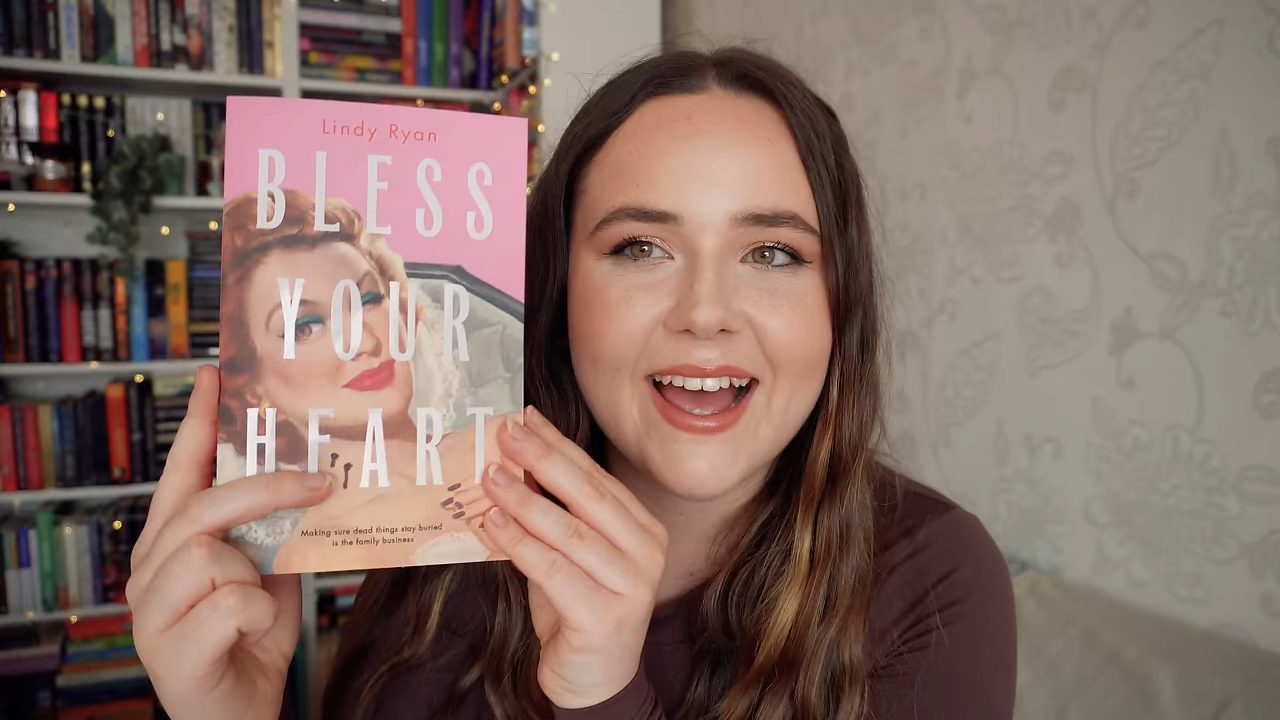 Lindy Ryan
BLESS
YOUR
HEART
Making sure dead things stay buried
is the family business